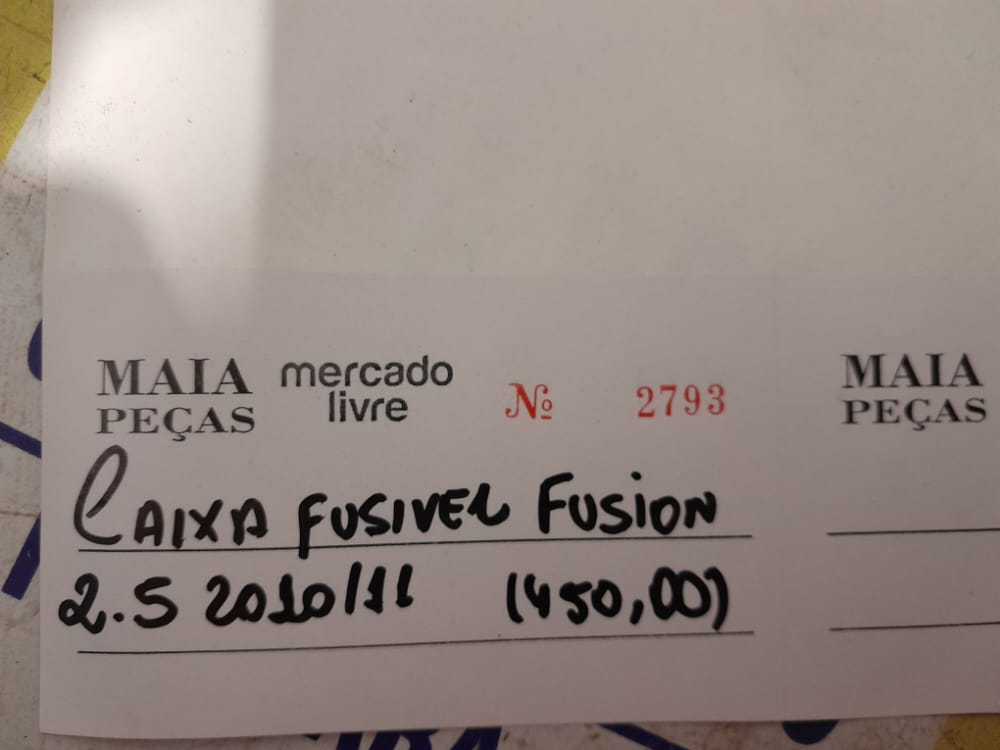 MAIA PEÇAS mercado livre Nº 2793
CAIXA FUSIVEL FUSION
2.5 2010/11 (450,00)
MAIA PEÇAS